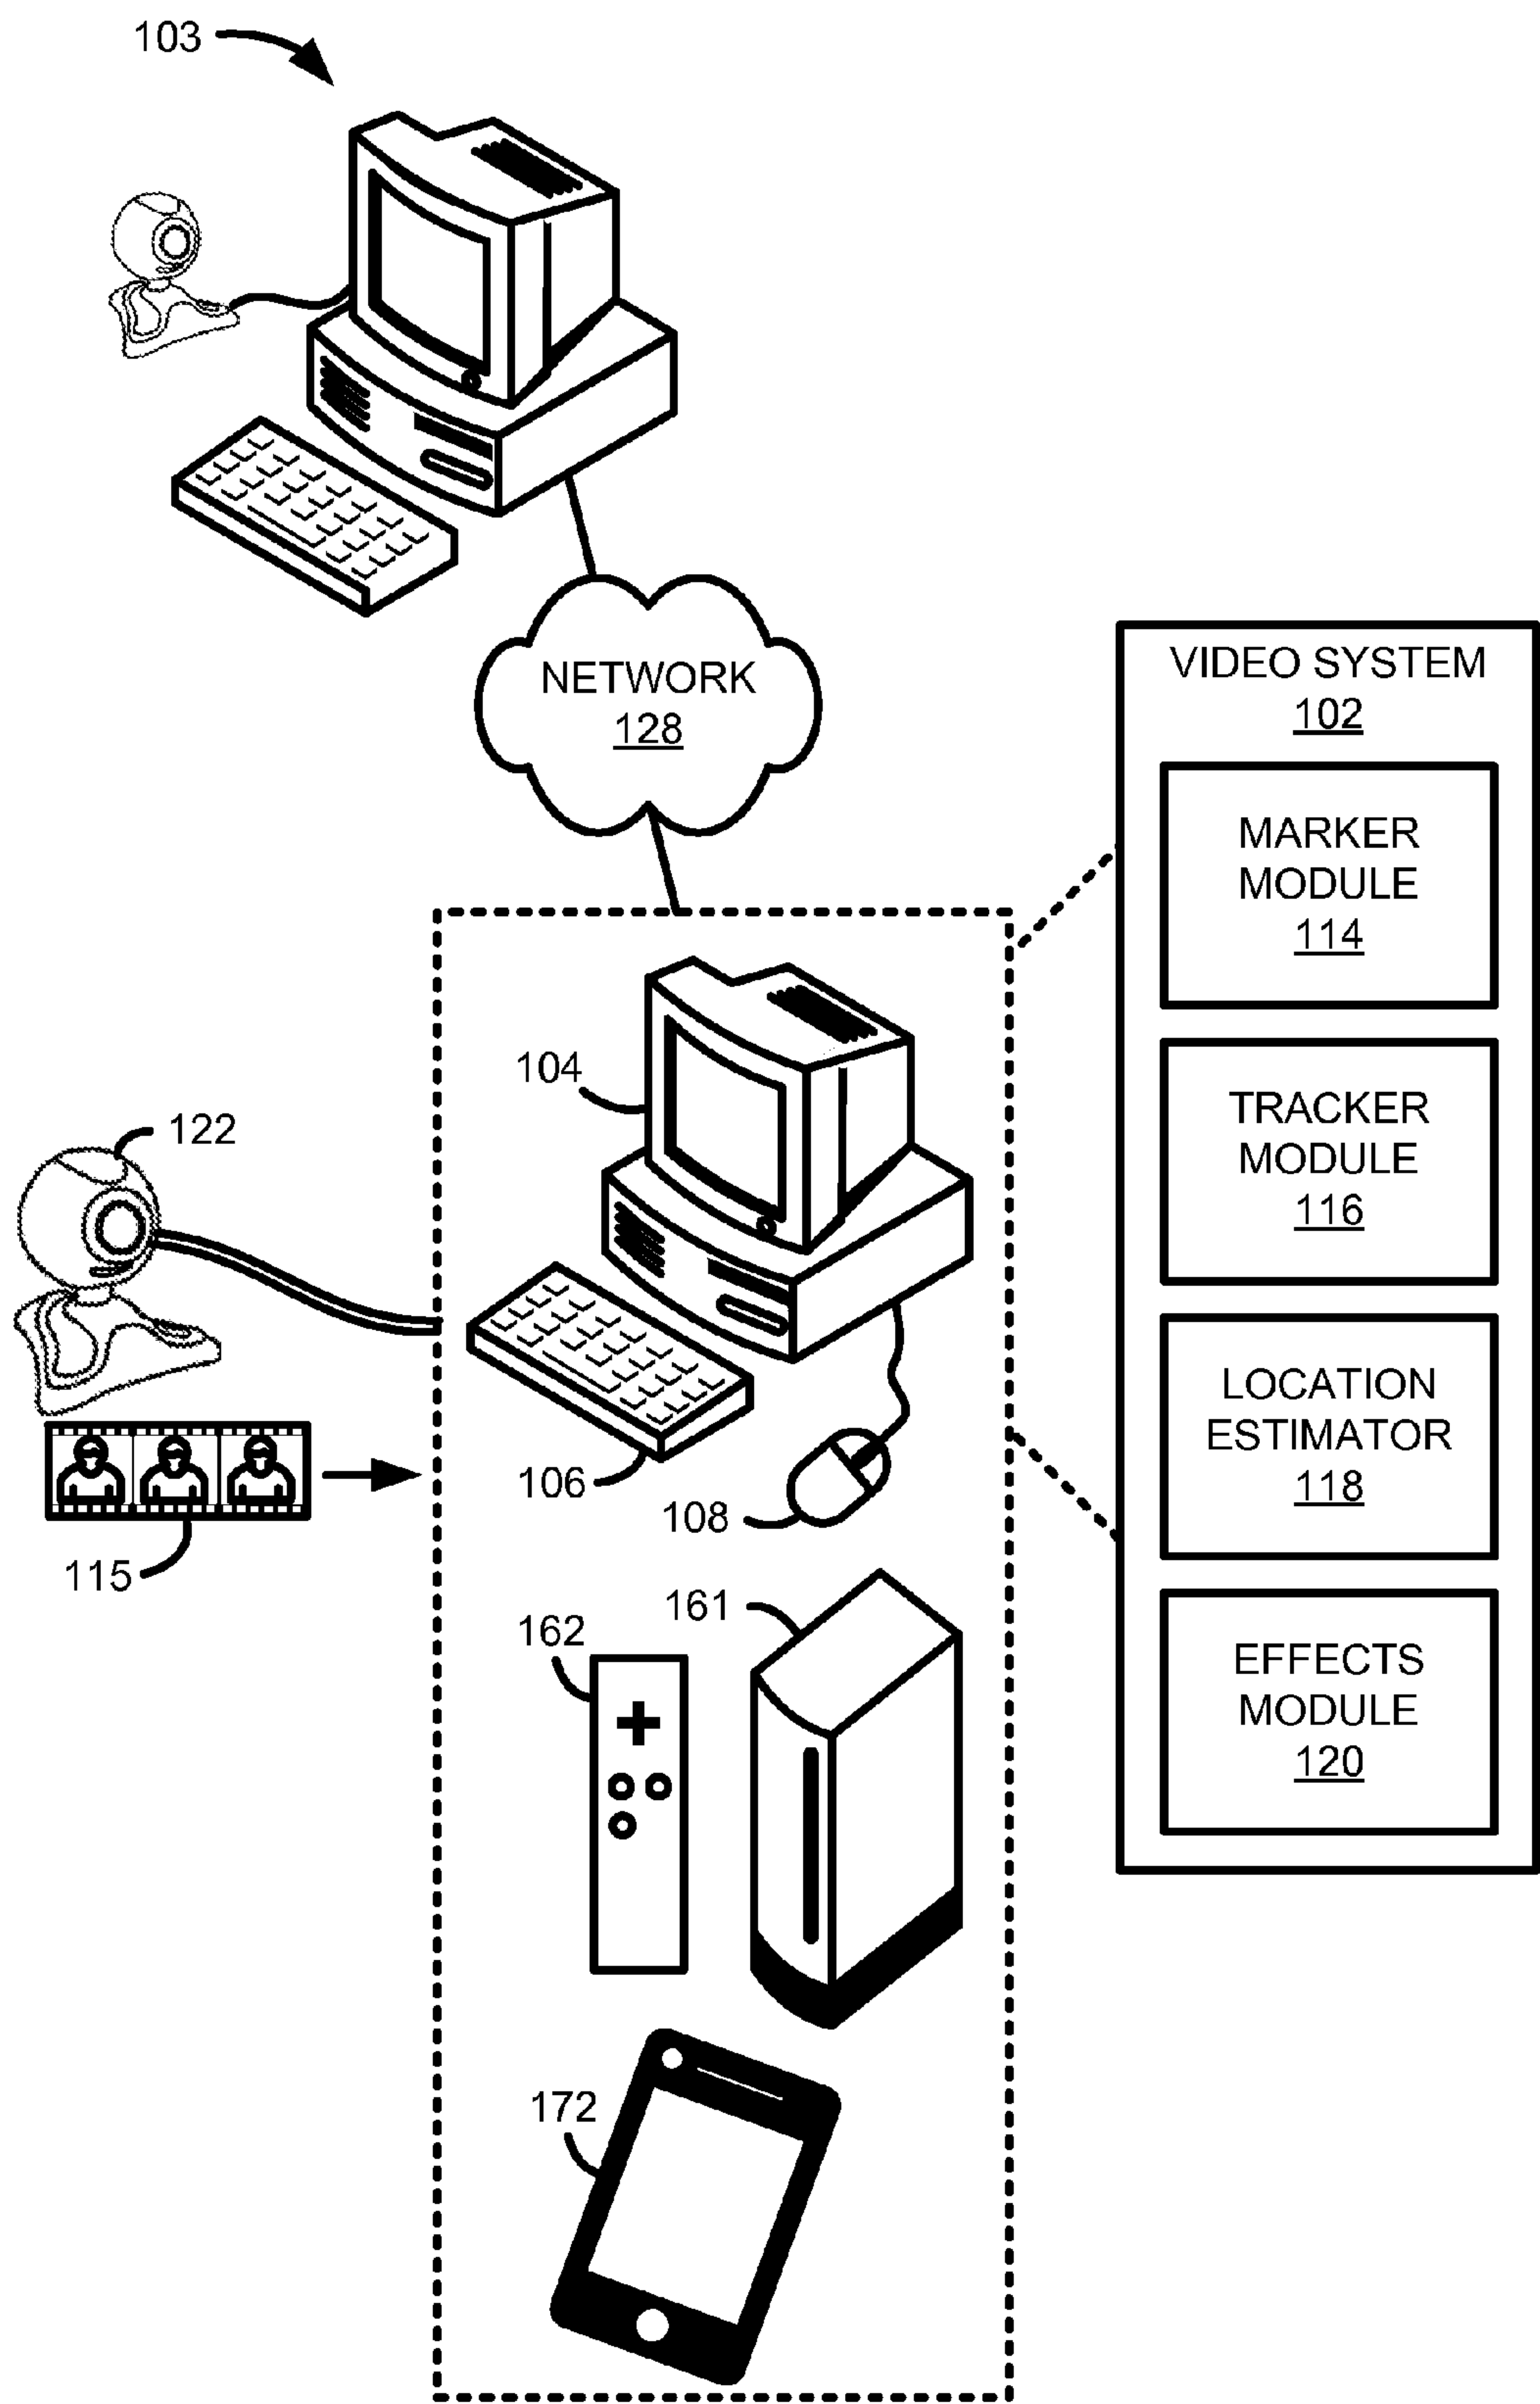 103
NETWORK
128
VIDEO SYSTEM
102
MARKER
MODULE
114
TRACKER
MODULE
116
LOCATION
ESTIMATOR
118
EFFECTS
MODULE
120
104
122
106
108
115
162
161
172